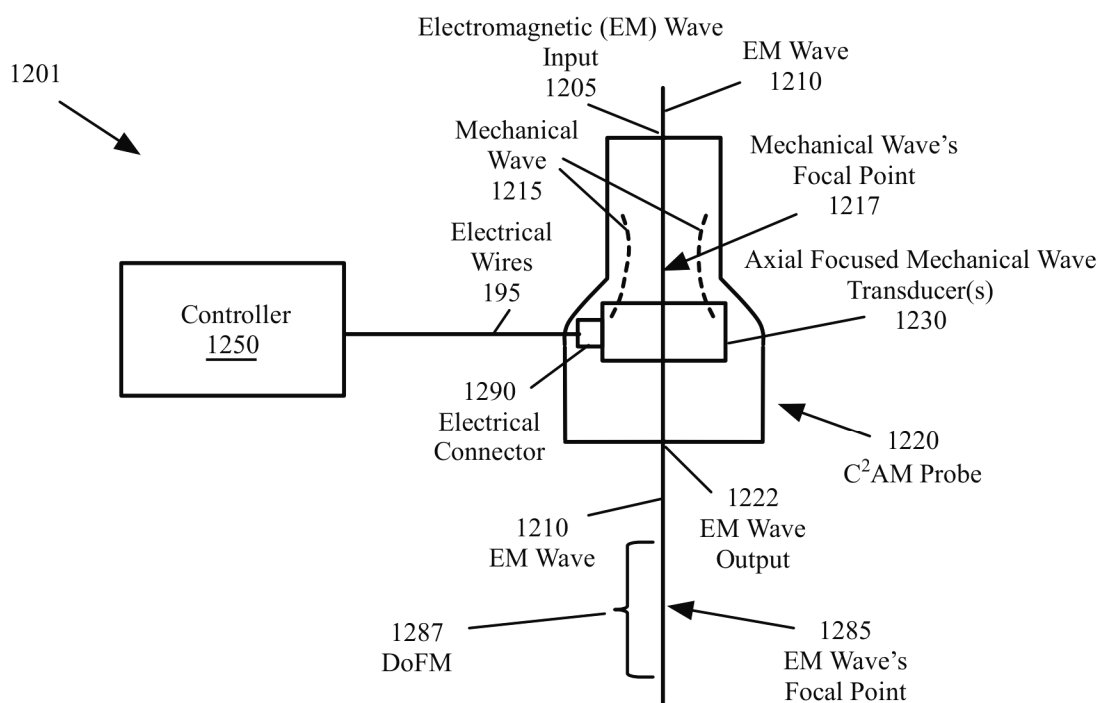 Electromagnetic (EM) Wave
Input
1205
EM Wave
1210
1201
Mechanical
Wave
1215
Mechanical Wave's
Focal Point
1217
Electrical
Wires
195
Axial Focused Mechanical Wave
Transducer(s)
1230
Controller
1250
1290
Electrical
Connector
1220
C²AM Probe
1222
EM Wave
Output
1210
EM Wave
1287
DoFM
1285
EM Wave's
Focal Point